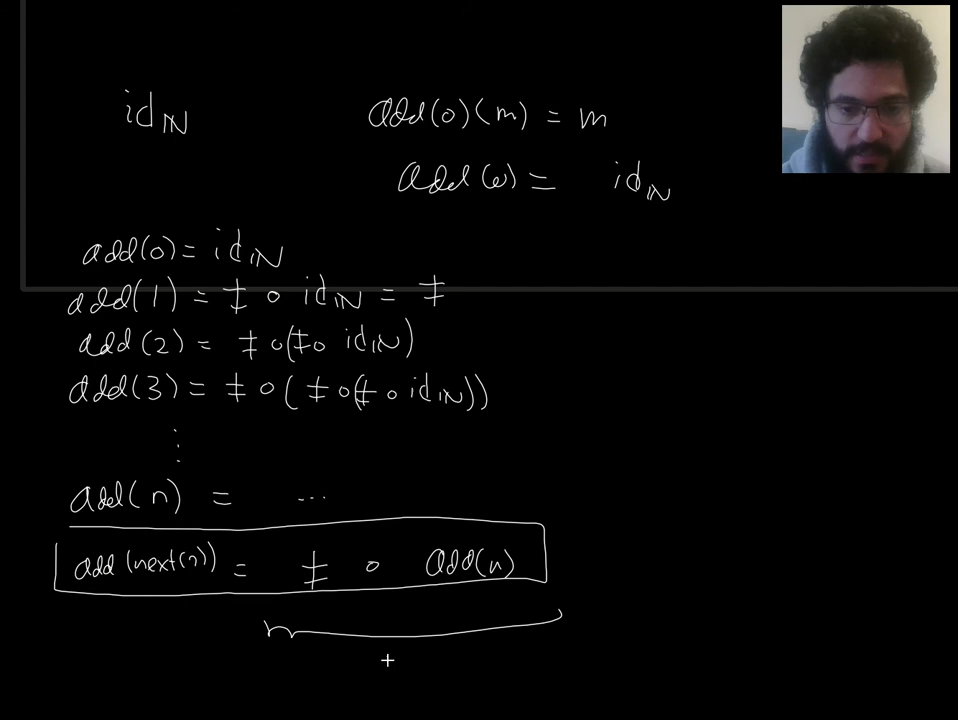 id_ℕ
add(0)(m) = m
add(0) = id_ℕ
add(0) = id_ℕ
add(1) = ‡ ∘ id_ℕ = ‡
add(2) = ‡ ∘ (‡ ∘ id_ℕ)
add(3) = ‡ ∘ (‡ ∘ (‡ ∘ id_ℕ))
⋮
add(n) = ...
add(next(n)) = ‡ ∘ add(n)